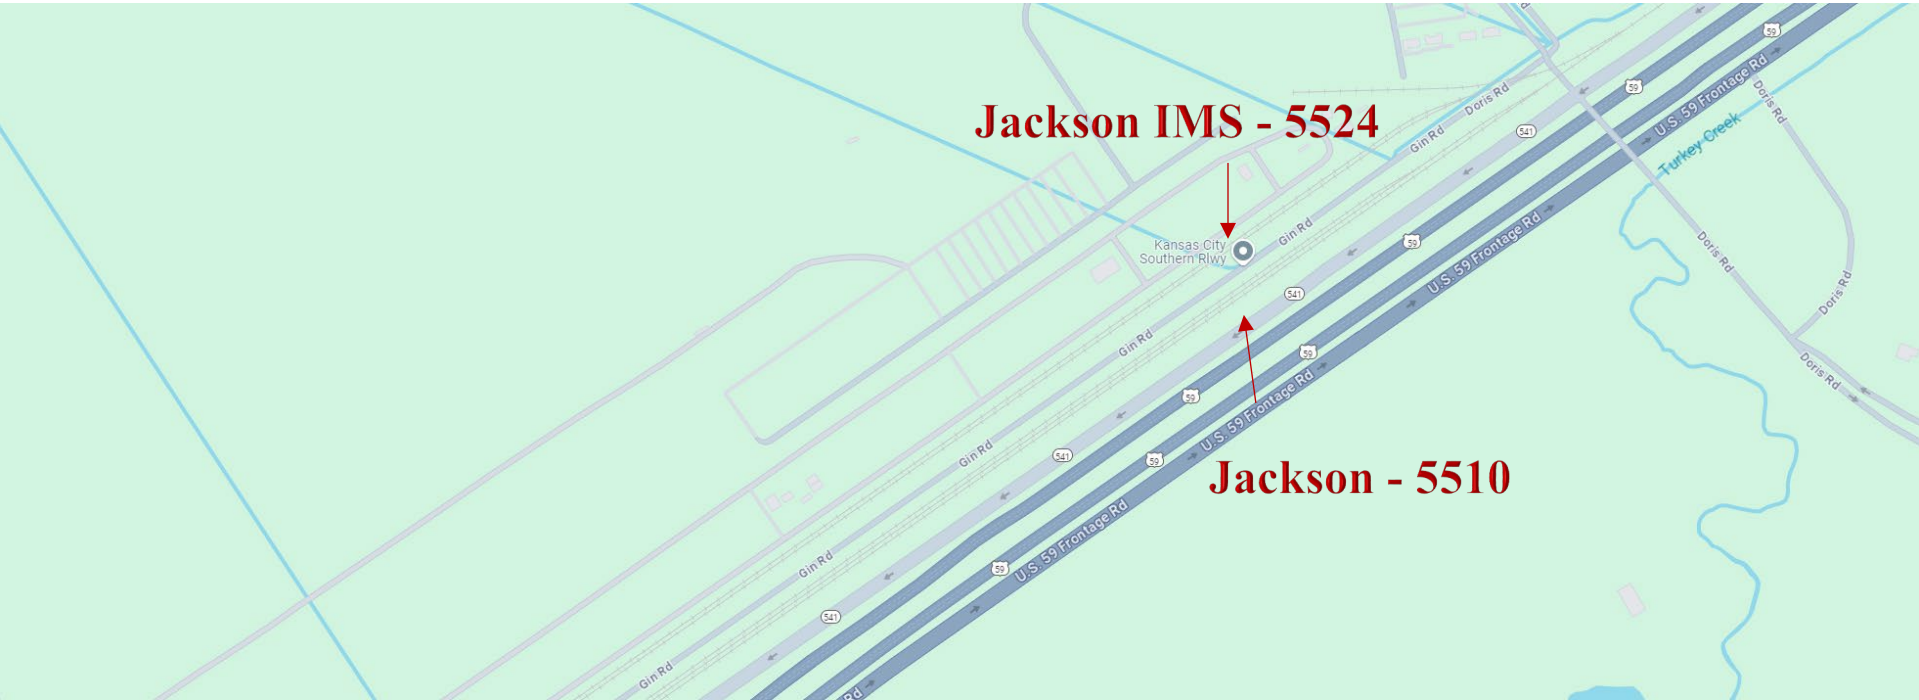 59
U.S. 59 Frontage Rd
Doris Rd
Doris Rd
59
541
Jackson IMS - 5524
Gin Rd
Turkey Creek
Kansas City
Southern Rlwy
Gin Rd
59
U.S. 59 Frontage Rd
Doris Rd
Doris Rd
541
Gin Rd
59
Doris Rd
U.S. 59 Frontage Rd
59
541
59
Gin Rd
Jackson - 5510
U.S. 59 Frontage Rd
59
Gin Rd
541
Gin Rd
Rd